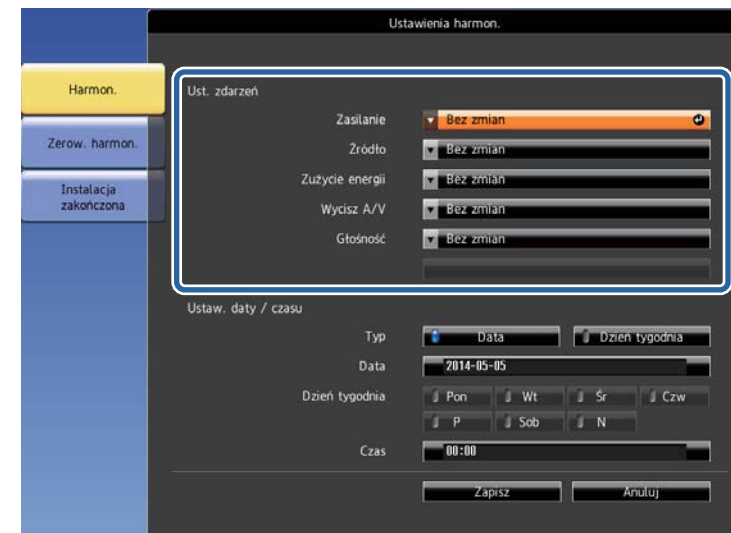 Ustawienia harmon.
Harmon.
Zerow. harmon.
Instalacja
zakończona
Ust. zdarzeń
Zasilanie Bez zmian
Źródło Bez zmian
Zużycie energii Bez zmian
Wycisz A/V Bez zmian
Głośność Bez zmian
Ustaw. daty / czasu
Typ Data Dzień tygodnia
Data 2014-05-05
Dzień tygodnia Pon Wt Śr Czw
P Sob N
Czas 00:00
Zapisz Anuluj